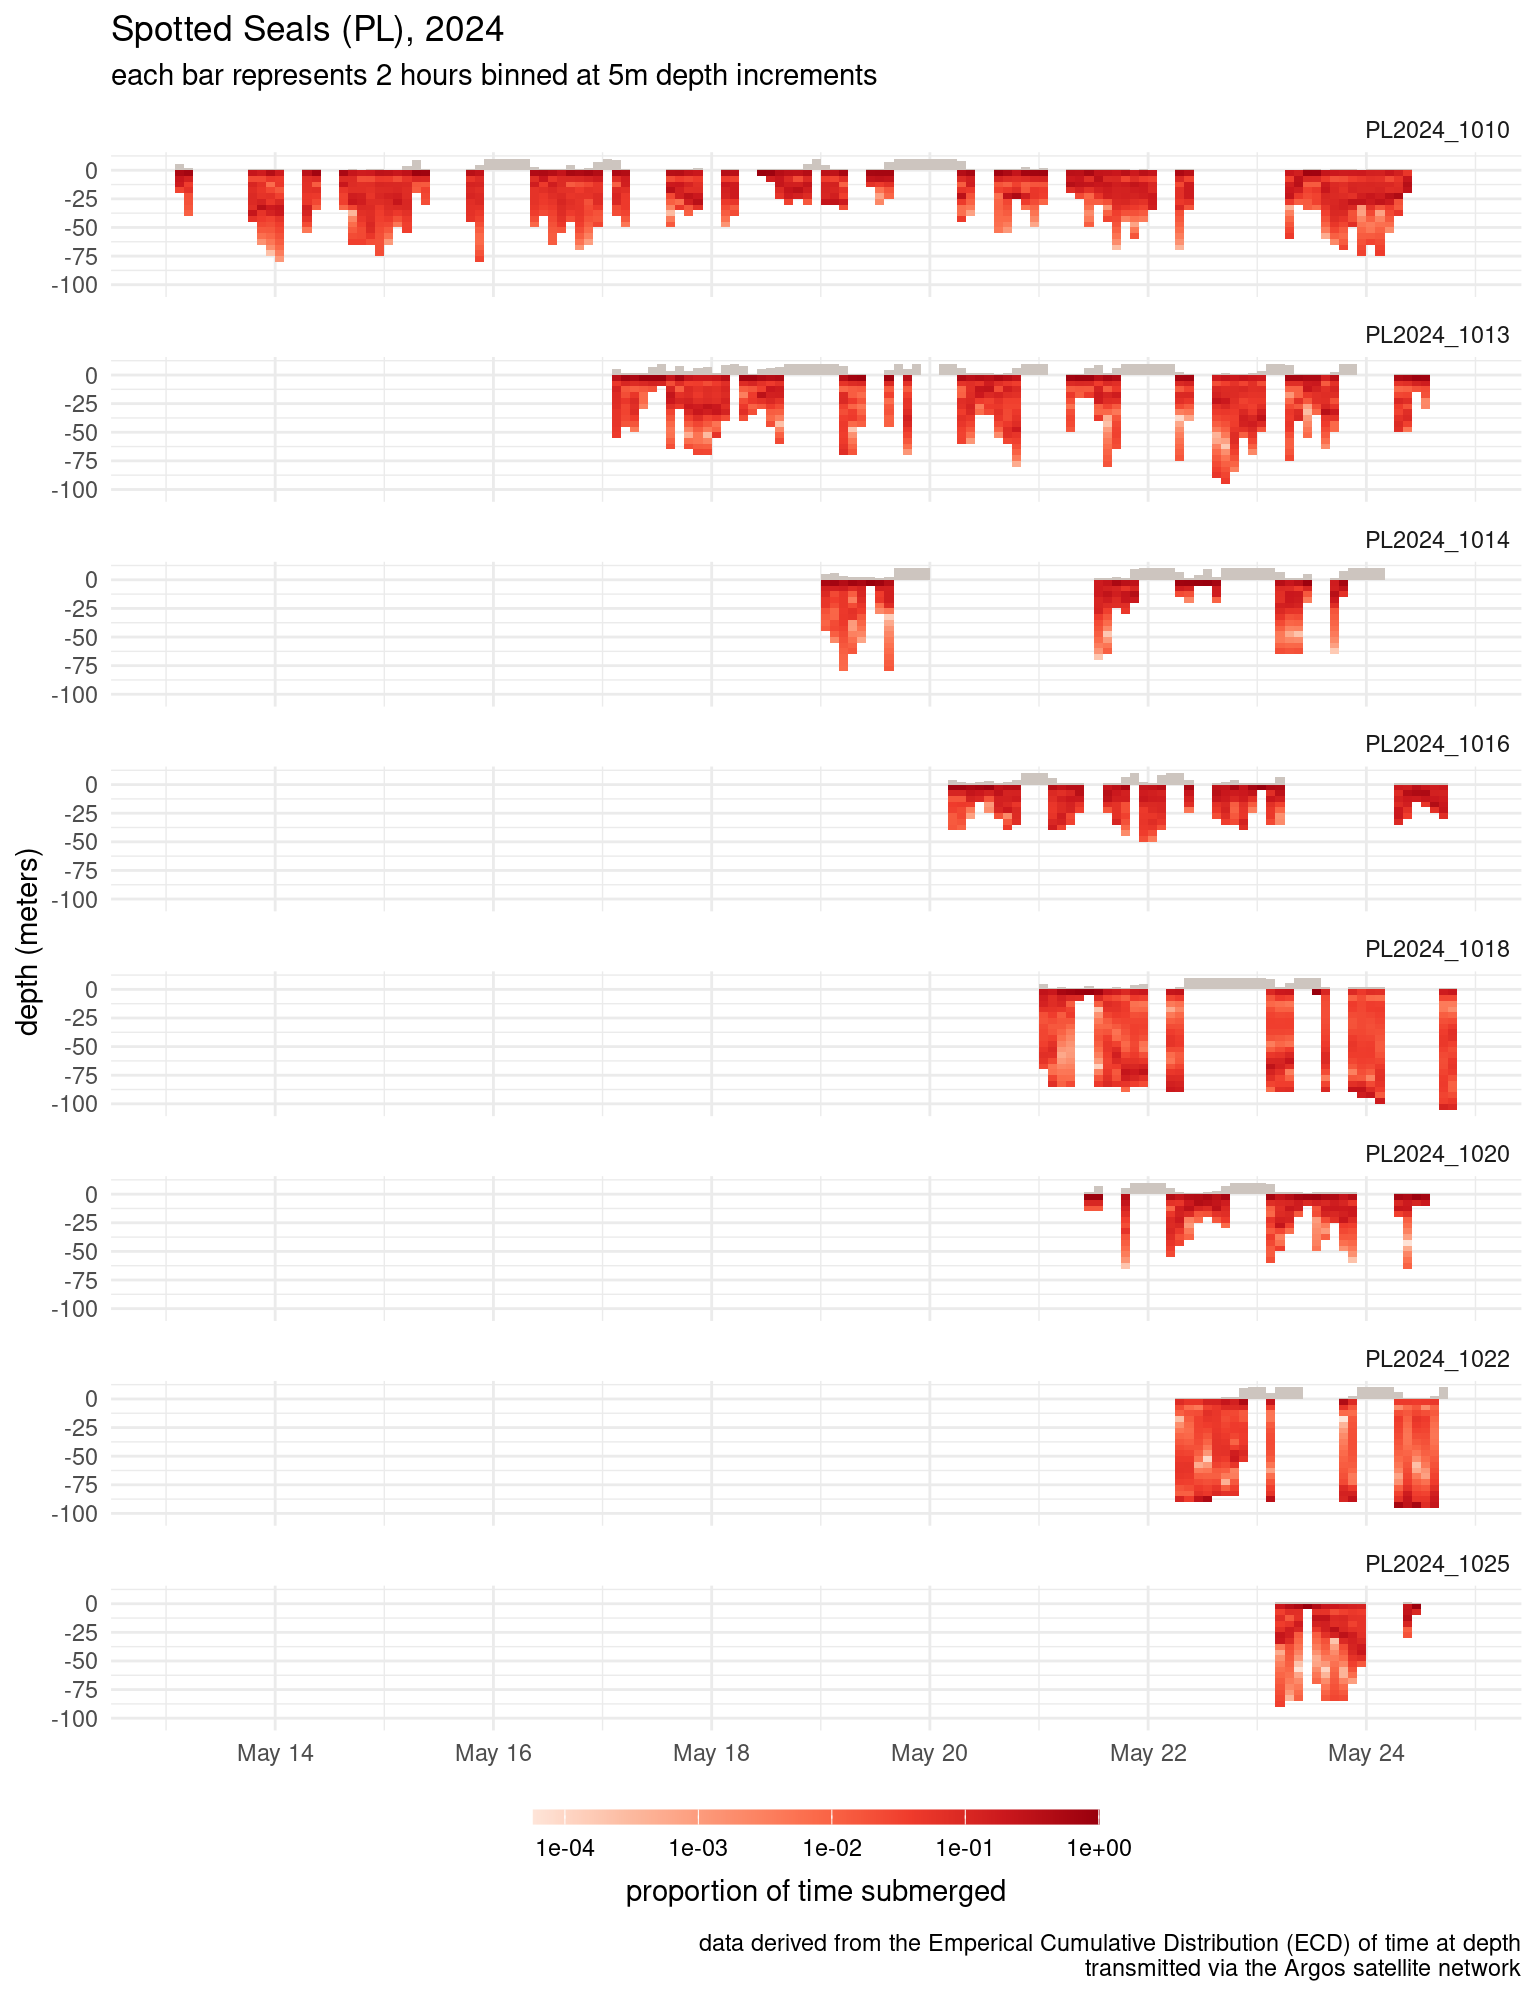 Spotted Seals (PL), 2024
each bar represents 2 hours binned at 5m depth increments
PL2024_1010
0
-25
-50
-75
-100
PL2024_1013
0
-25
-50
-75
-100
PL2024_1014
0
-25
-50
-75
-100
PL2024_1016
0
-25
-50
-75
-100
depth (meters)
PL2024_1018
0
-25
-50
-75
-100
PL2024_1020
0
-25
-50
-75
-100
PL2024_1022
0
-25
-50
-75
-100
PL2024_1025
0
-25
-50
-75
-100
May 14 May 16 May 18 May 20 May 22 May 24
1e-04 1e-03 1e-02 1e-01 1e+00
proportion of time submerged
data derived from the Emperical Cumulative Distribution (ECD) of time at depth
transmitted via the Argos satellite network